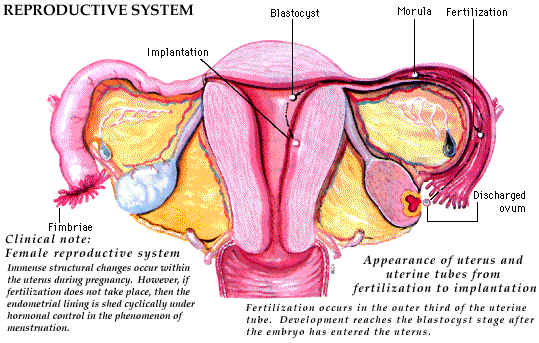 REPRODUCTIVE SYSTEM
Blastocyst
Morula
Fertilization
Implantation
Fimbriae
Discharged
ovum
Clinical note:
Female reproductive system
Immense structural changes occur within
the uterus during pregnancy. However, if
fertilization does not take place, then the
endometrial lining is shed cyclically under
hormonal control in the phenomenon of
menstruation.
Appearance of uterus and
uterine tubes from
fertilization to implantation
Fertilization occurs in the outer third of the uterine
tube. Development reaches the blastocyst stage after
the embryo has entered the uterus.